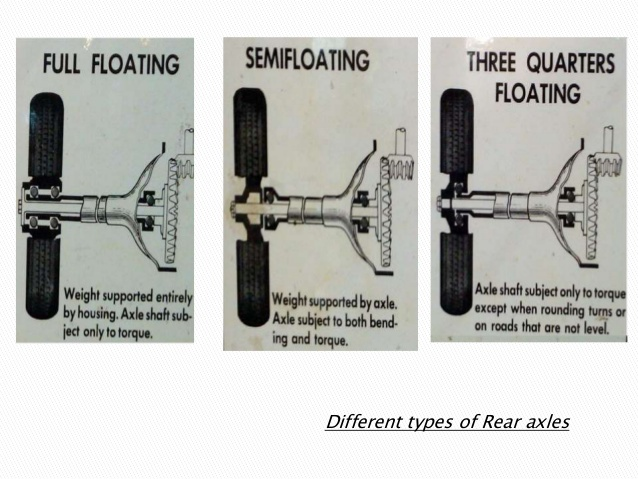 FULL FLOATING
Weight supported entirely
by housing. Axle shaft sub-
ject only to torque.
SEMIFLOATING
Weight supported by axle.
Axle subject to both bend-
ing and torque.
THREE QUARTERS
FLOATING
Axle shaft subject only to torque
except when rounding turns or
on roads that are not level.
Different types of Rear axles